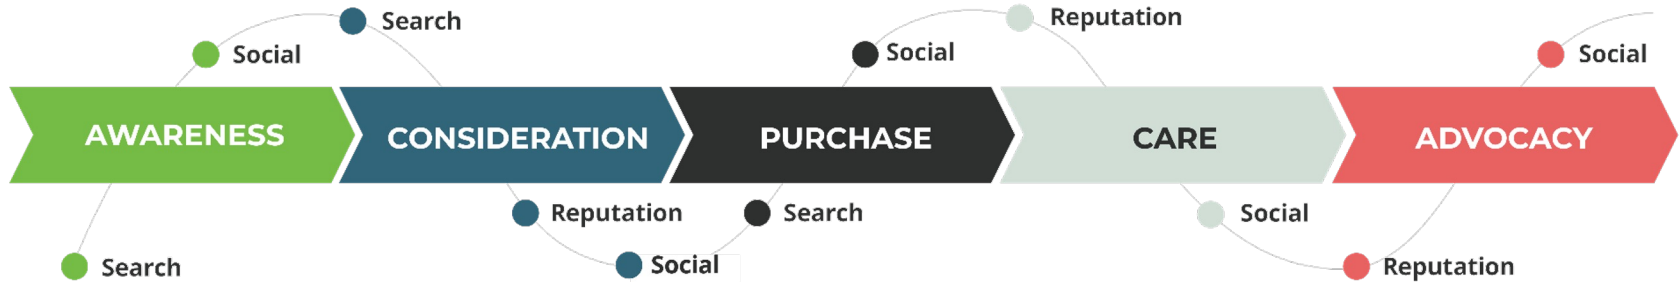 Search
Reputation
Social
Social
Social
AWARENESS
CONSIDERATION
PURCHASE
CARE
ADVOCACY
Reputation
Search
Social
Search
Social
Reputation